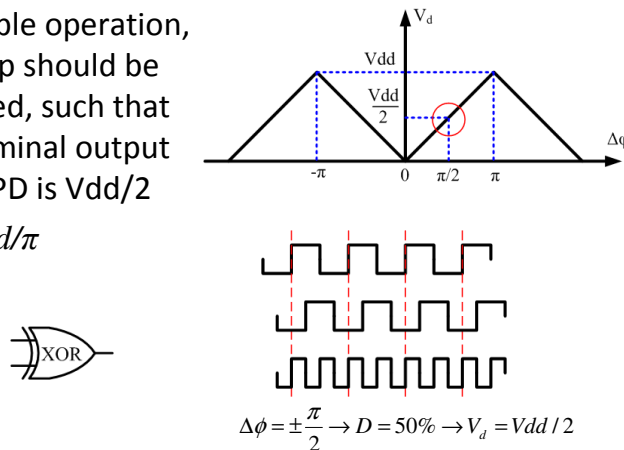 ble operation,
p should be
ed, such that
minal output
PD is Vdd/2
d/π
XOR
V_d
Vdd
Vdd/2
-π 0 π/2 π
Δφ
Δϕ = ± π/2 → D = 50% → V_d = Vdd / 2